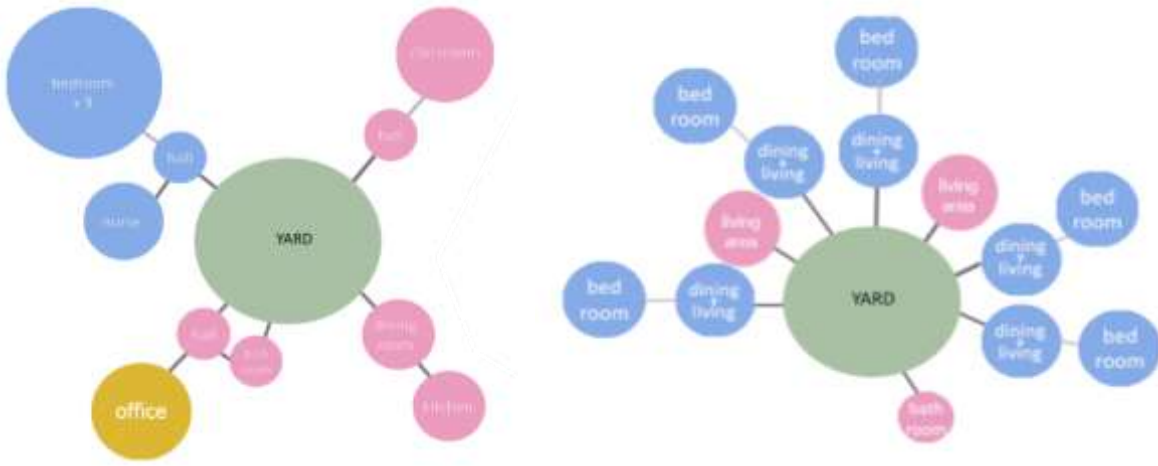 bedroom
x 3
classroom
hall
hall
nurse
YARD
hall
dining
room
office
kitchen
bed
room
bed
room
dining
+
living
dining
+
living
living
area
living
area
bed
room
dining
+
living
bed
room
dining
+
living
YARD
dining
+
living
bed
room
bath
room